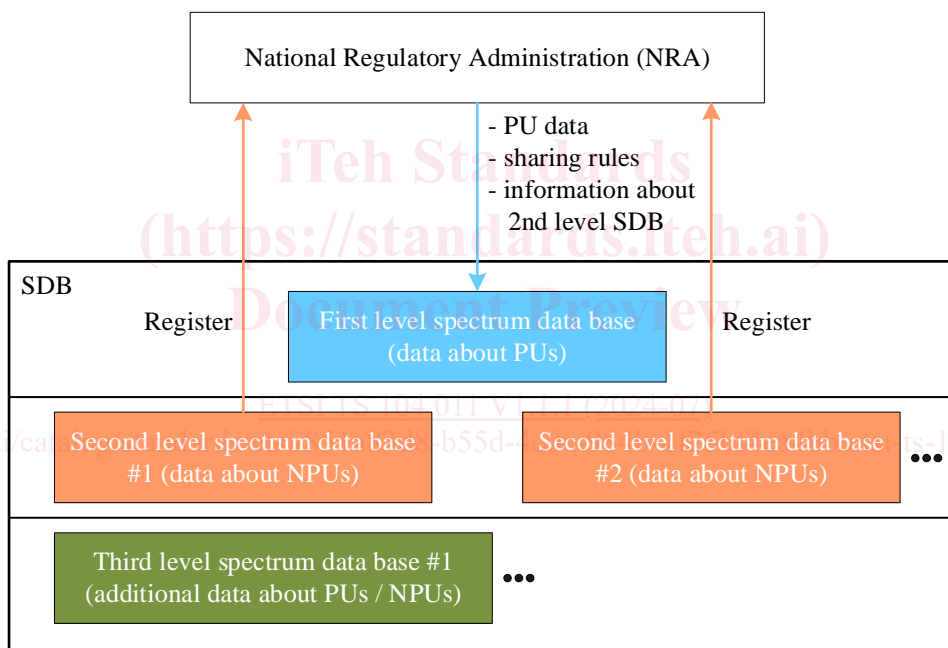 National Regulatory Administration (NRA)
- PU data
- sharing rules
- information about
2nd level SDB
iTeh Standards
(https://standards.iteh.ai)
Document Preview
SDB
Register
First level spectrum data base
(data about PUs)
Register
ETSI TS 104 011 V1.1.1 (2024-07)
Second level spectrum data base
#1 (data about NPUs)
Second level spectrum data base
#2 (data about NPUs)
Third level spectrum data base #1
(additional data about PUs / NPUs)